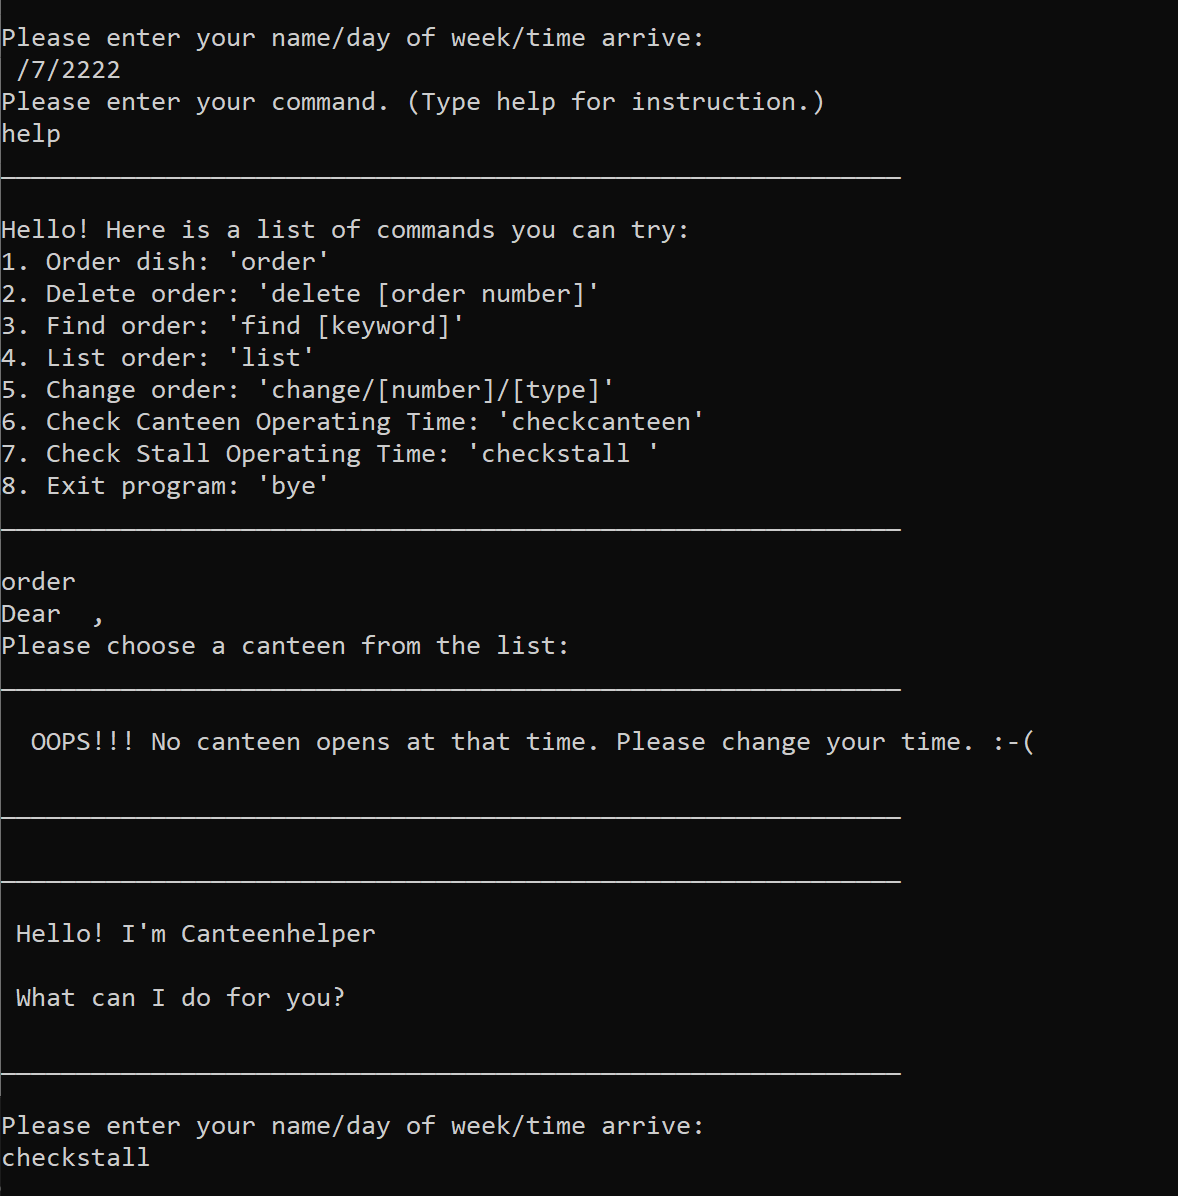 Please enter your name/day of week/time arrive:
 /7/2222
Please enter your command. (Type help for instruction.)
help
____________________________________________________________
Hello! Here is a list of commands you can try:
1. Order dish: 'order'
2. Delete order: 'delete [order number]'
3. Find order: 'find [keyword]'
4. List order: 'list'
5. Change order: 'change/[number]/[type]'
6. Check Canteen Operating Time: 'checkcanteen'
7. Check Stall Operating Time: 'checkstall '
8. Exit program: 'bye'
____________________________________________________________
order
Dear  ,
Please choose a canteen from the list:
____________________________________________________________
  OOPS!!! No canteen opens at that time. Please change your time. :-(
____________________________________________________________
____________________________________________________________
 Hello! I'm Canteenhelper
 What can I do for you?
____________________________________________________________
Please enter your name/day of week/time arrive:
checkstall